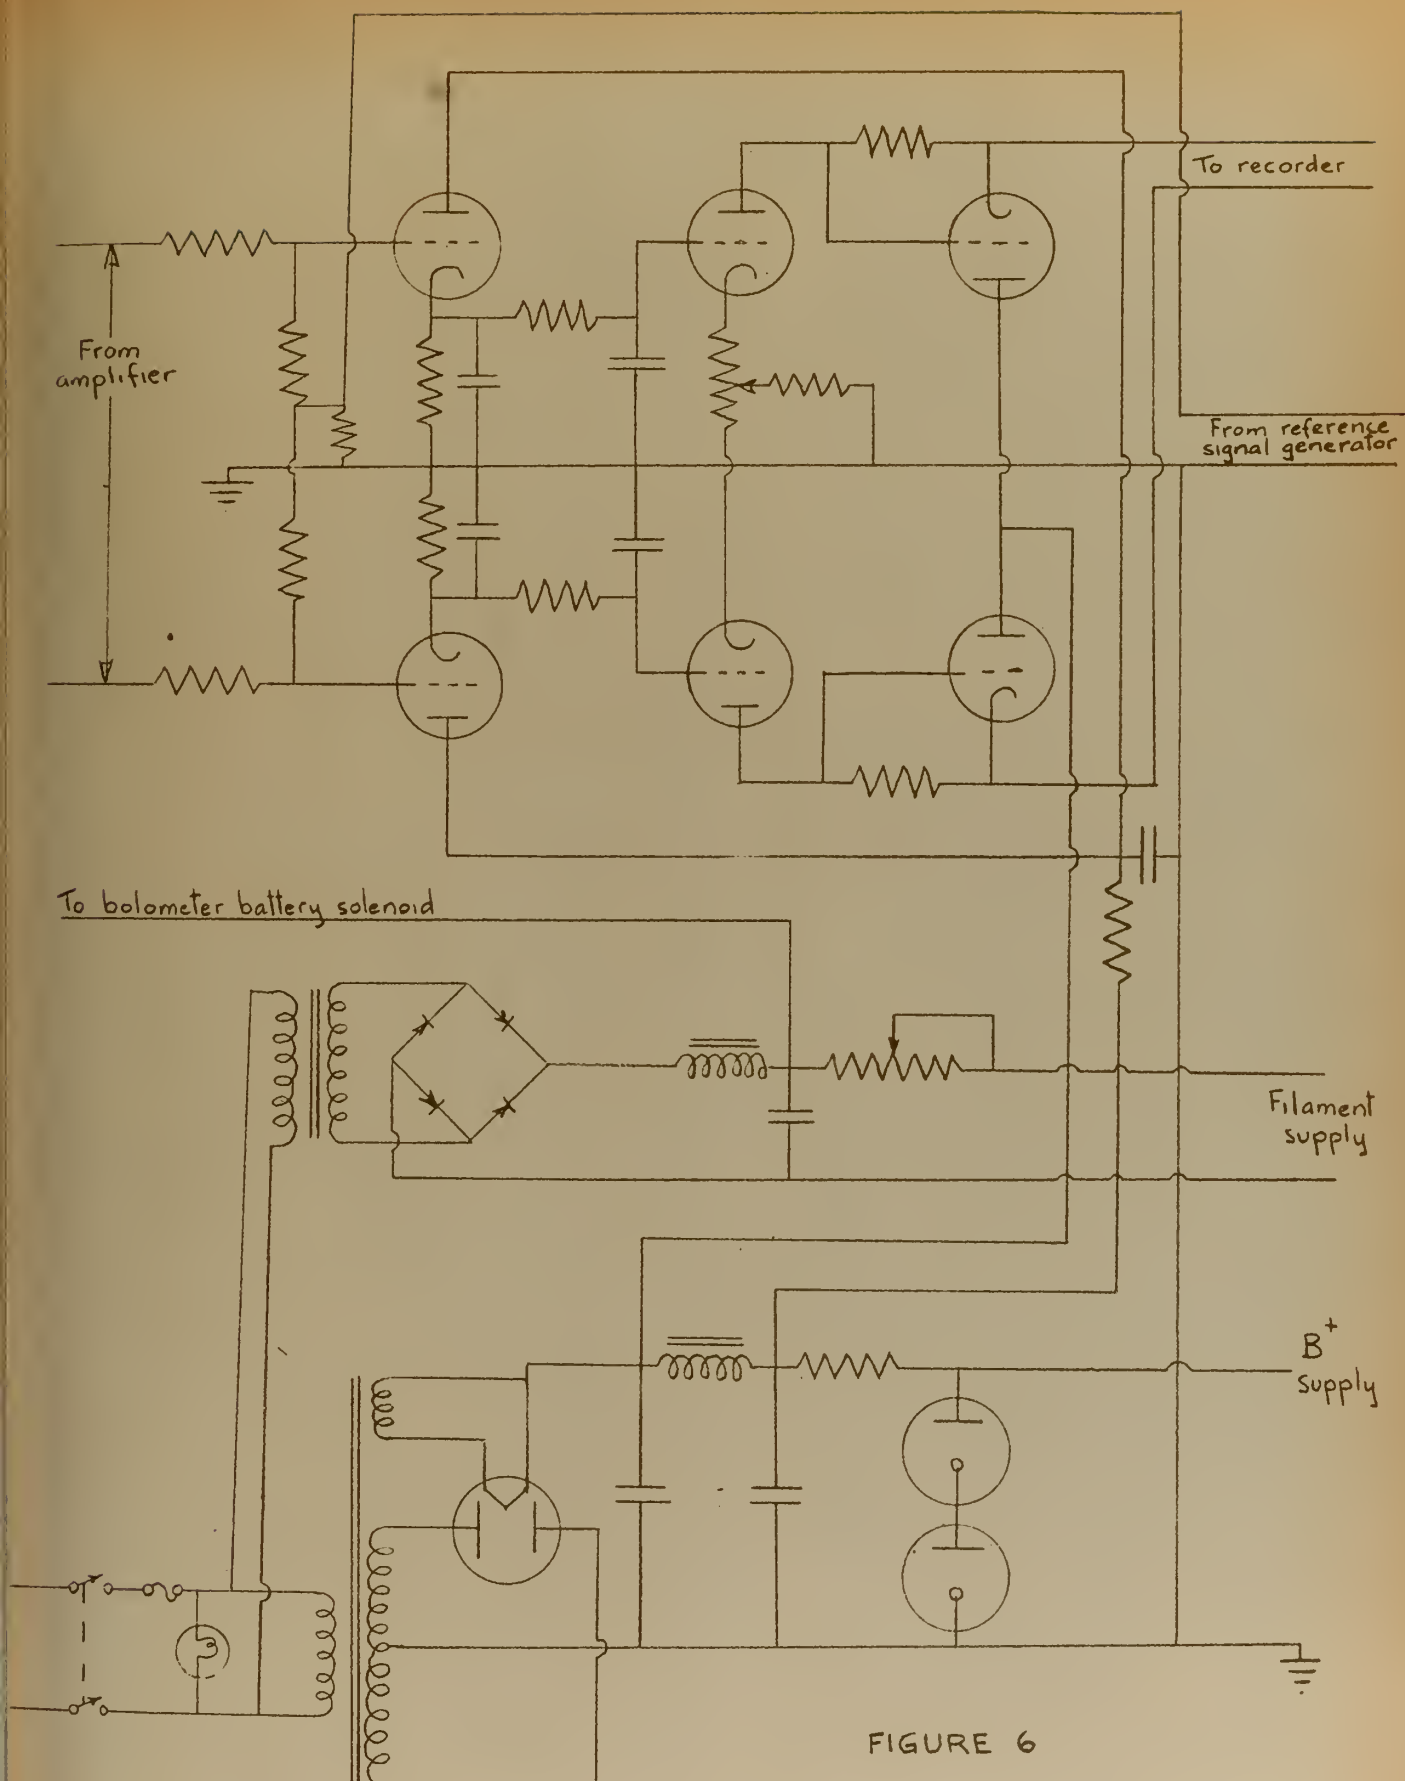 To recorder
From
amplifier
From reference
signal generator
To bolometer battery solenoid
Filament
supply
B+
supply
FIGURE 6